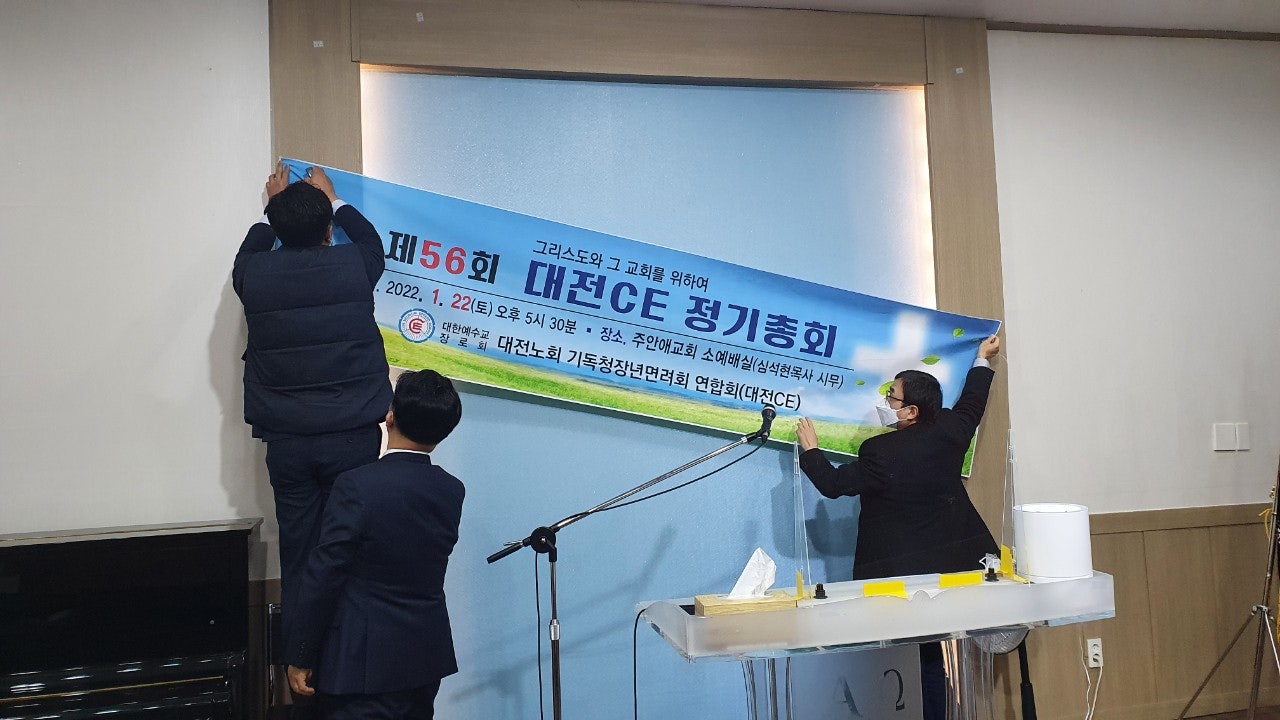 그리스도와 그 교회를 위하여
제56회 대전CE 정기총회
. 2022. 1. 22(토) 오후 5시 30분 ▪ 장소. 주안애교회 소예배실(심석현목사 시무)
CE 대한예수교장로회 대전노회 기독청장년면려회 연합회(대전CE)
A 2